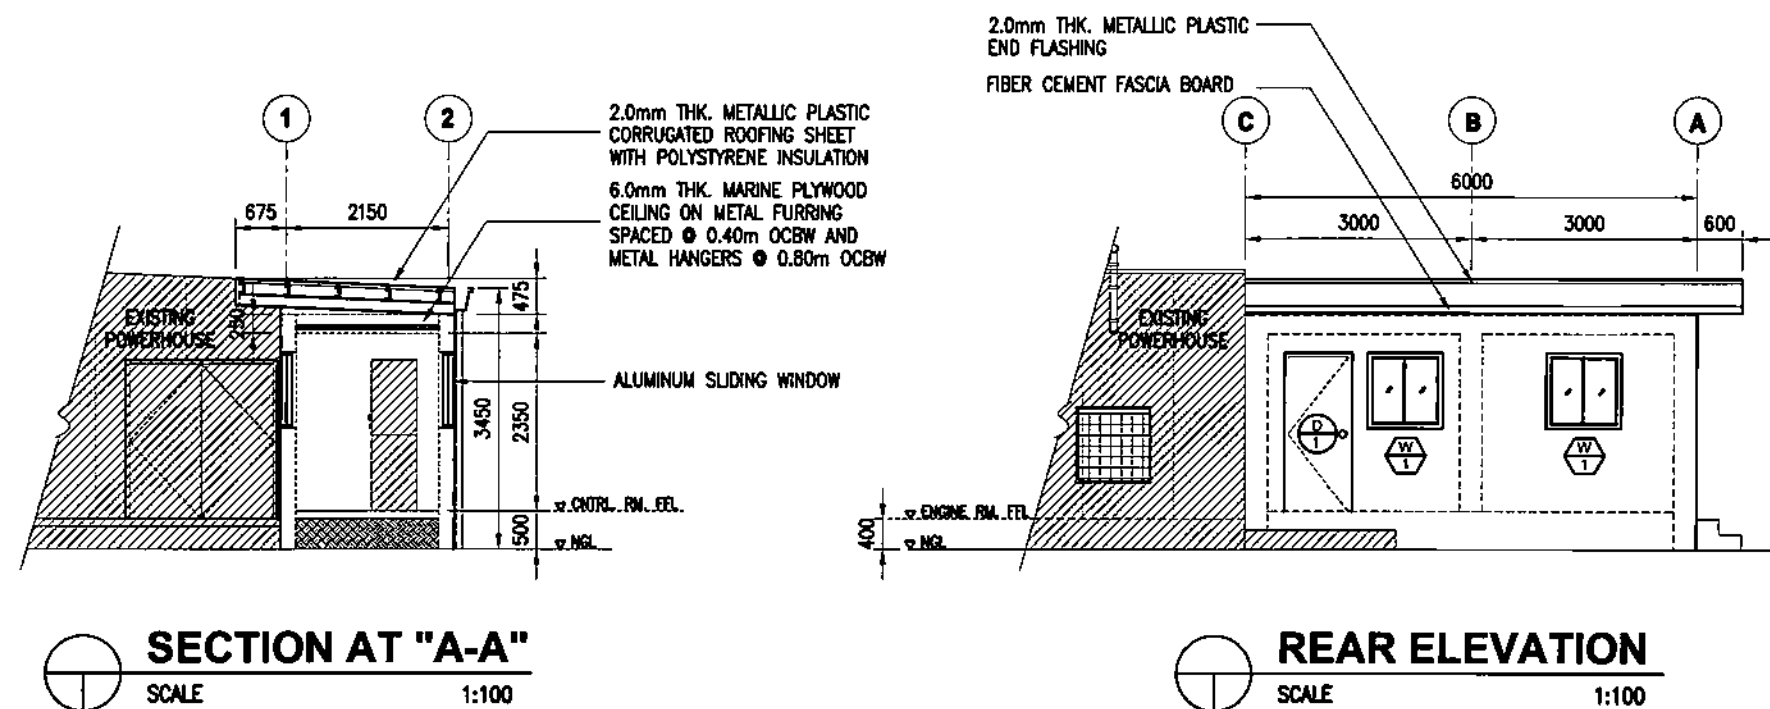 1
2
2.0mm THK. METALLIC PLASTIC
CORRUGATED ROOFING SHEET
WITH POLYSTYRENE INSULATION
6.0mm THK. MARINE PLYWOOD
CEILING ON METAL FURRING
SPACED @ 0.40m OCBW AND
METAL HANGERS @ 0.80m OCBW
675
2150
475
250
EXISTING
POWERHOUSE
ALUMINUM SLIDING WINDOW
3450
2350
CNTRL. RM. FFL
500
NGL
SECTION AT "A-A"
SCALE 1:100
2.0mm THK. METALLIC PLASTIC
END FLASHING
FIBER CEMENT FASCIA BOARD
C
B
A
6000
3000
3000
600
EXISTING
POWERHOUSE
D
1
W
1
W
1
ENGINE RM. FFL
400
NGL
REAR ELEVATION
SCALE 1:100